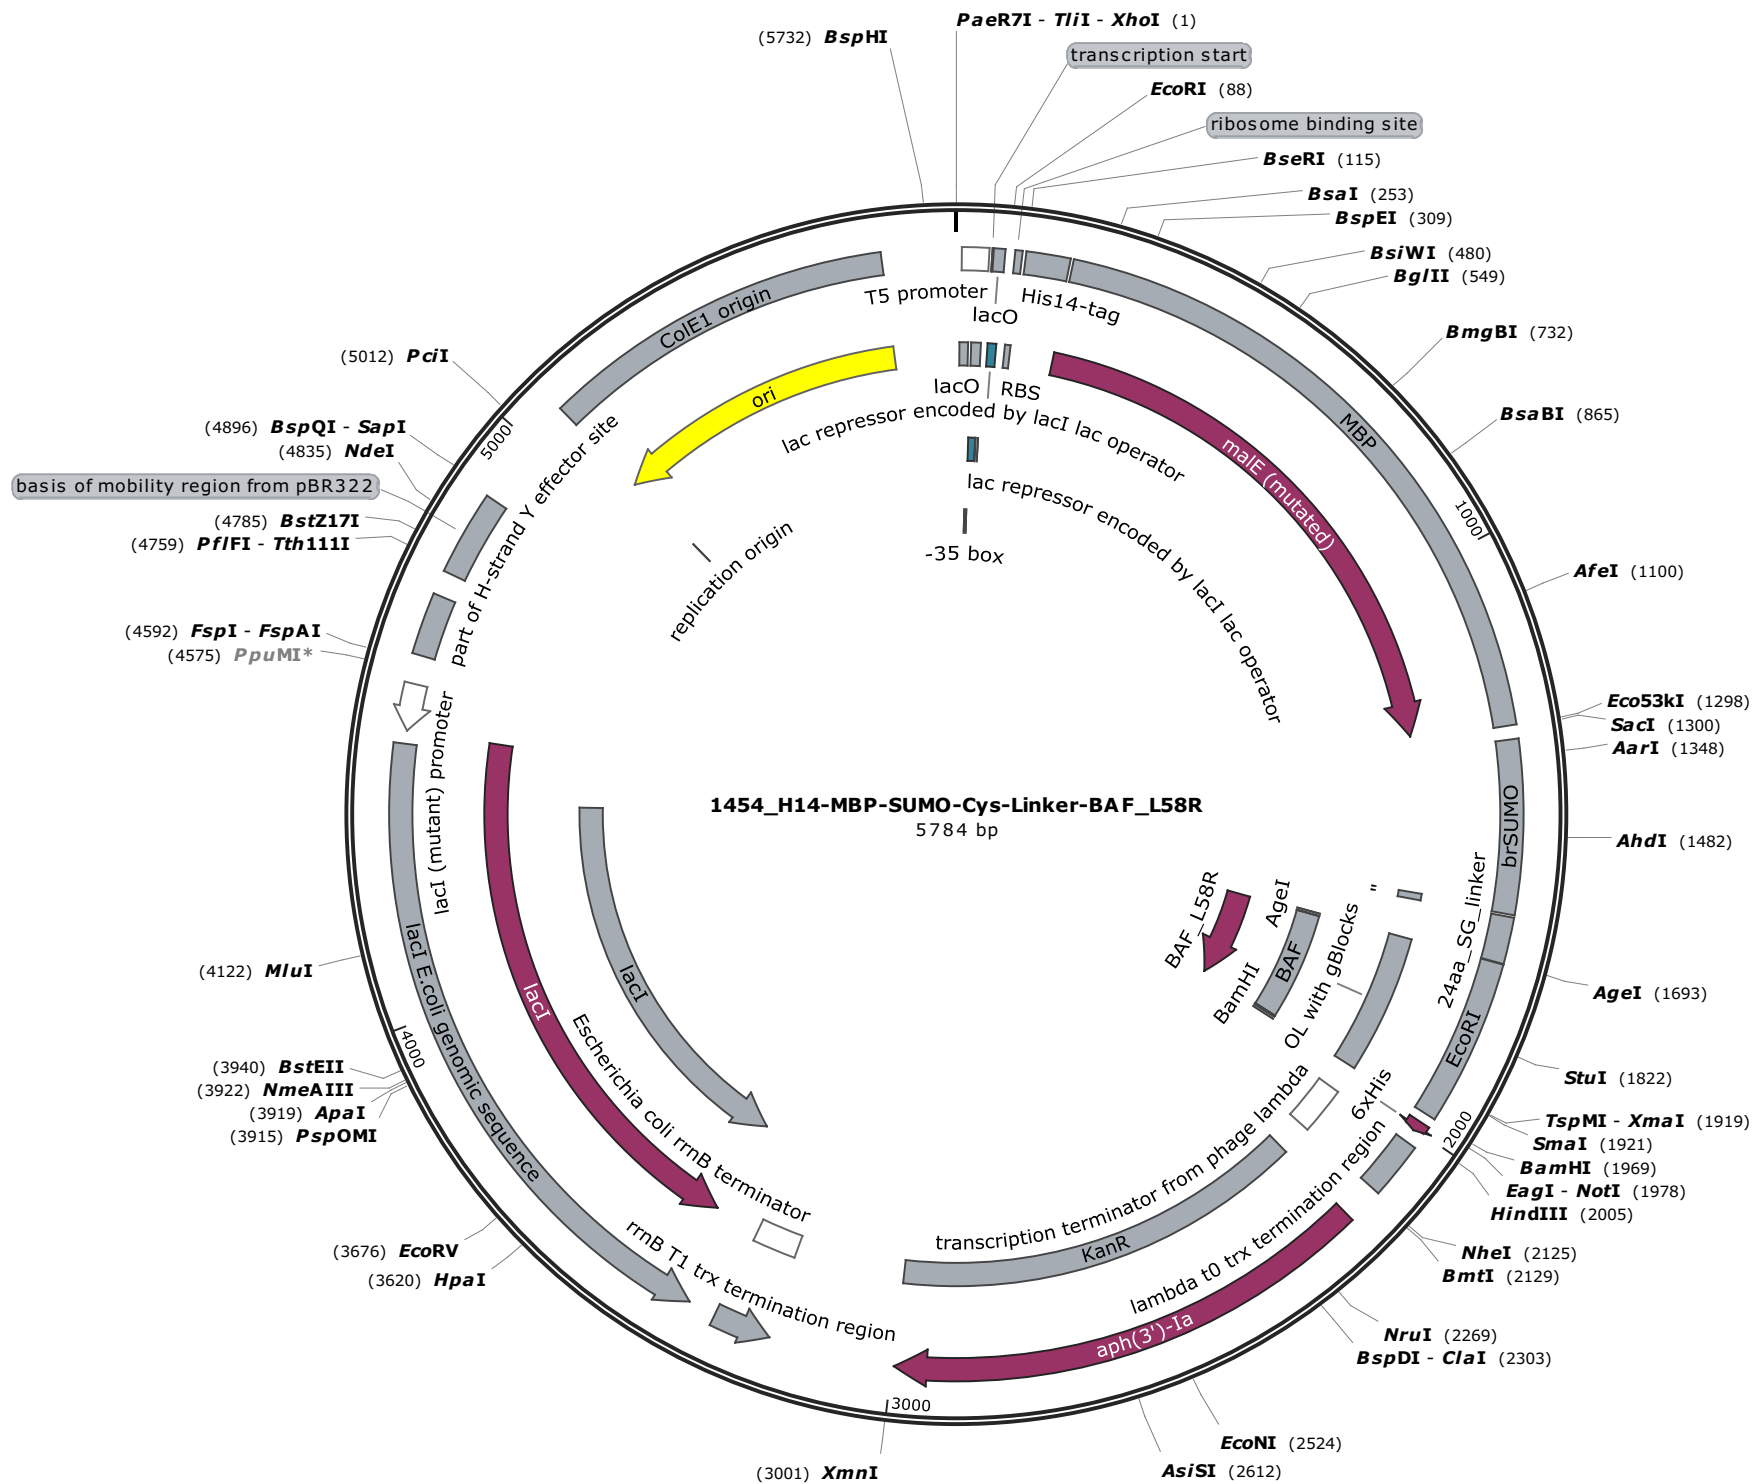 PaeR7I - TliI - XhoI (1)
(5732) BspHI
transcription start
EcoRI (88)
ribosome binding site
BseRI (115)
BsaI (253)
BspEI (309)
BsiWI (480)
BglII (549)
BmgBI (732)
BsaBI (865)
1000
AfeI (1100)
Eco53kI (1298)
SacI (1300)
AarI (1348)
AhdI (1482)
AgeI (1693)
StuI (1822)
TspMI - XmaI (1919)
SmaI (1921)
BamHI (1969)
EagI - NotI (1978)
HindIII (2005)
2000
NheI (2125)
BmtI (2129)
NruI (2269)
BspDI - ClaI (2303)
EcoNI (2524)
AsiSI (2612)
3000
(3001) XmnI
(3620) HpaI
(3676) EcoRV
(3915) PspOMI
(3919) ApaI
(3922) NmeAIII
(3940) BstEII
4000
(4122) MluI
(4575) PpuMI*
(4592) FspI - FspAI
(4759) PflFI - Tth111I
(4785) BstZ17I
basis of mobility region from pBR322
(4835) NdeI
(4896) BspQI - SapI
5000
(5012) PciI
ColE1 origin
T5 promoter
lacO
His14-tag
MBP
ori
lacO
RBS
malE (mutated)
lac repressor encoded by lacI lac operator
lac repressor encoded by lacI lac operator
-35 box
replication origin
part of H-strand Y effector site
lacI (mutant) promoter
1454_H14-MBP-SUMO-Cys-Linker-BAF_L58R
5784 bp
brSUMO
24aa_SG_linker
EcoRI
"
OL with gBlocks
AgeI
BAF
BamHI
BAF_L58R
6xHis
transcription terminator from phage lambda
lambda t0 trx termination region
KanR
aph(3')-Ia
lacI E.coli genomic sequence
lacI
lacI
Escherichia coli rrnB terminator
rrnB T1 trx termination region